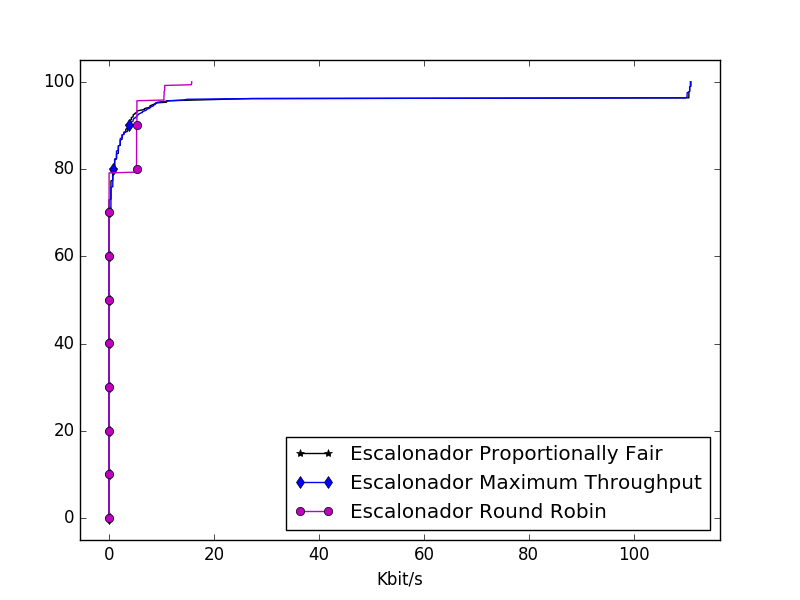 100
80
60
40
20
0
0 20 40 60 80 100
Kbit/s
Escalonador Proportionally Fair
Escalonador Maximum Throughput
Escalonador Round Robin